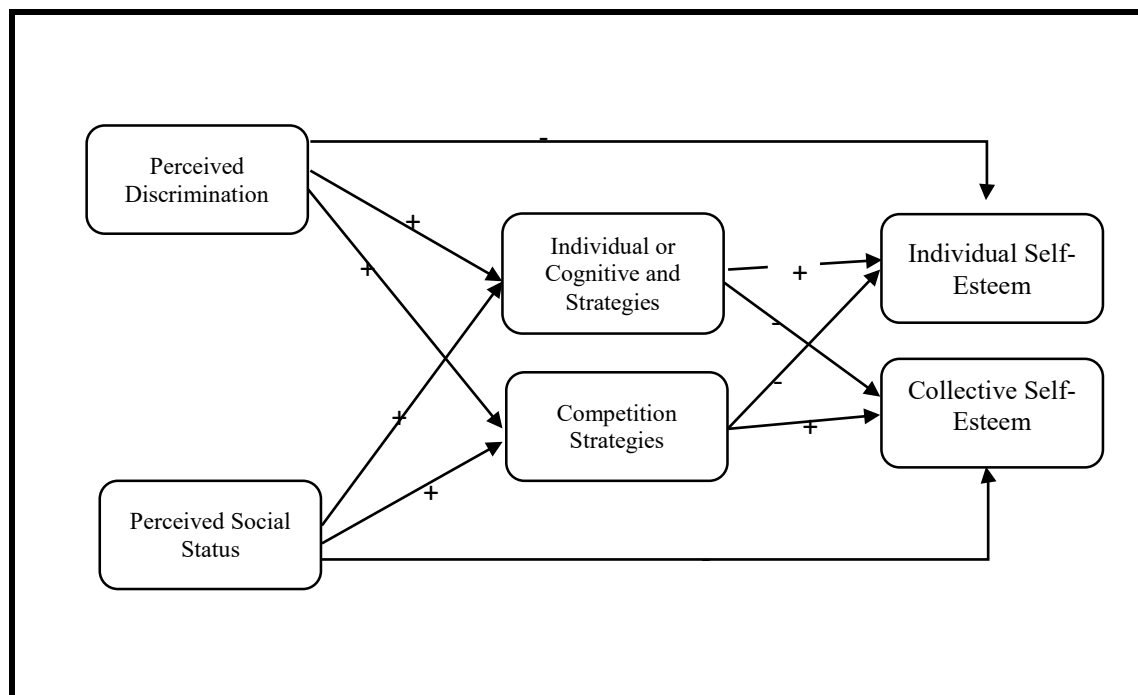 -
Perceived
Discrimination
+
+
Individual or
Cognitive and
Strategies
+
Individual Self-
Esteem
-
-
Competition
Strategies
+
+
+
Collective Self-
Esteem
Perceived Social
Status
-